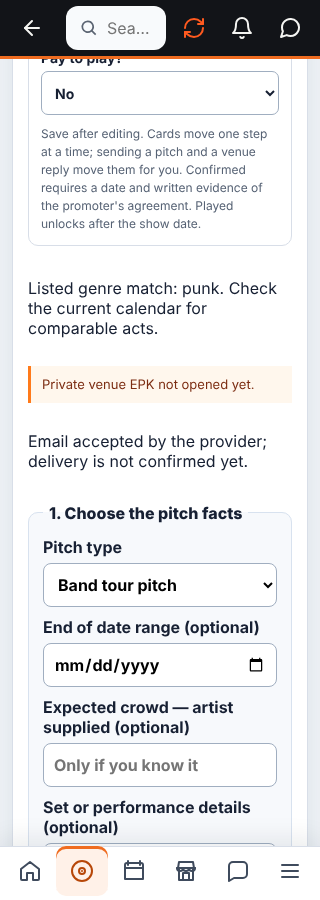 Sea...
Pay to play?
No
Save after editing. Cards move one step
at a time; sending a pitch and a venue
reply move them for you. Confirmed
requires a date and written evidence of
the promoter's agreement. Played
unlocks after the show date.
Listed genre match: punk. Check
the current calendar for
comparable acts.
Private venue EPK not opened yet.
Email accepted by the provider;
delivery is not confirmed yet.
1. Choose the pitch facts
Pitch type
Band tour pitch
End of date range (optional)
mm/dd/yyyy
Expected crowd — artist
supplied (optional)
Only if you know it
Set or performance details
(optional)